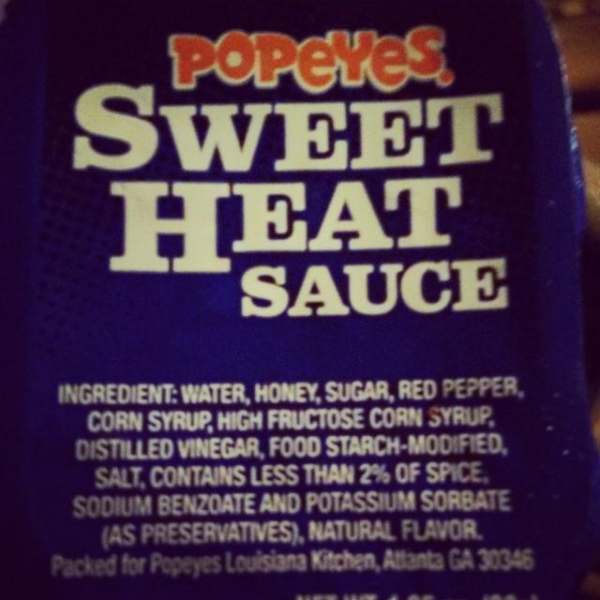 POPEYES
SWEET
HEAT
SAUCE
INGREDIENT: WATER, HONEY, SUGAR, RED PEPPER,
CORN SYRUP, HIGH FRUCTOSE CORN SYRUP,
DISTILLED VINEGAR, FOOD STARCH-MODIFIED,
SALT, CONTAINS LESS THAN 2% OF SPICE,
SODIUM BENZOATE AND POTASSIUM SORBATE
(AS PRESERVATIVES), NATURAL FLAVOR.
Packed for Popeyes Louisiana Kitchen, Atlanta GA 30346